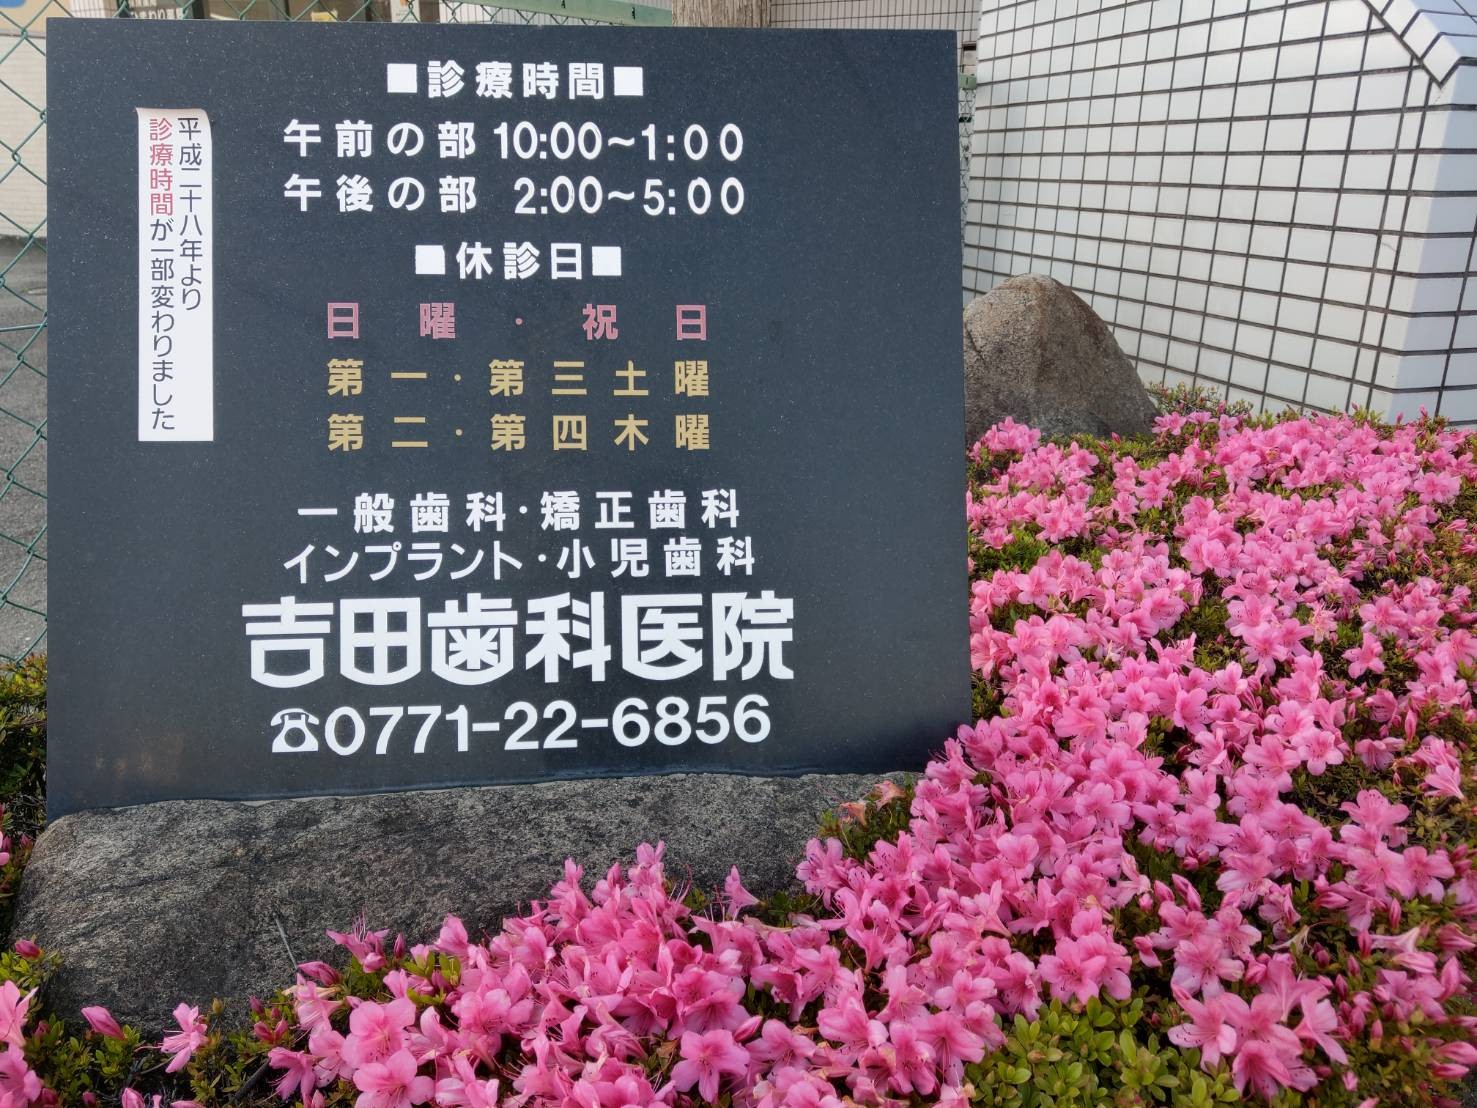 ■診療時間■
午前の部 10:00~1:00
午後の部 2:00~5:00
■休診日■
日曜・祝日
第一・第三土曜
第二・第四木曜
一般歯科・矯正歯科
インプラント・小児歯科
吉田歯科医院
☎0771-22-6856
平成二十八年より
診療時間が一部変わりました